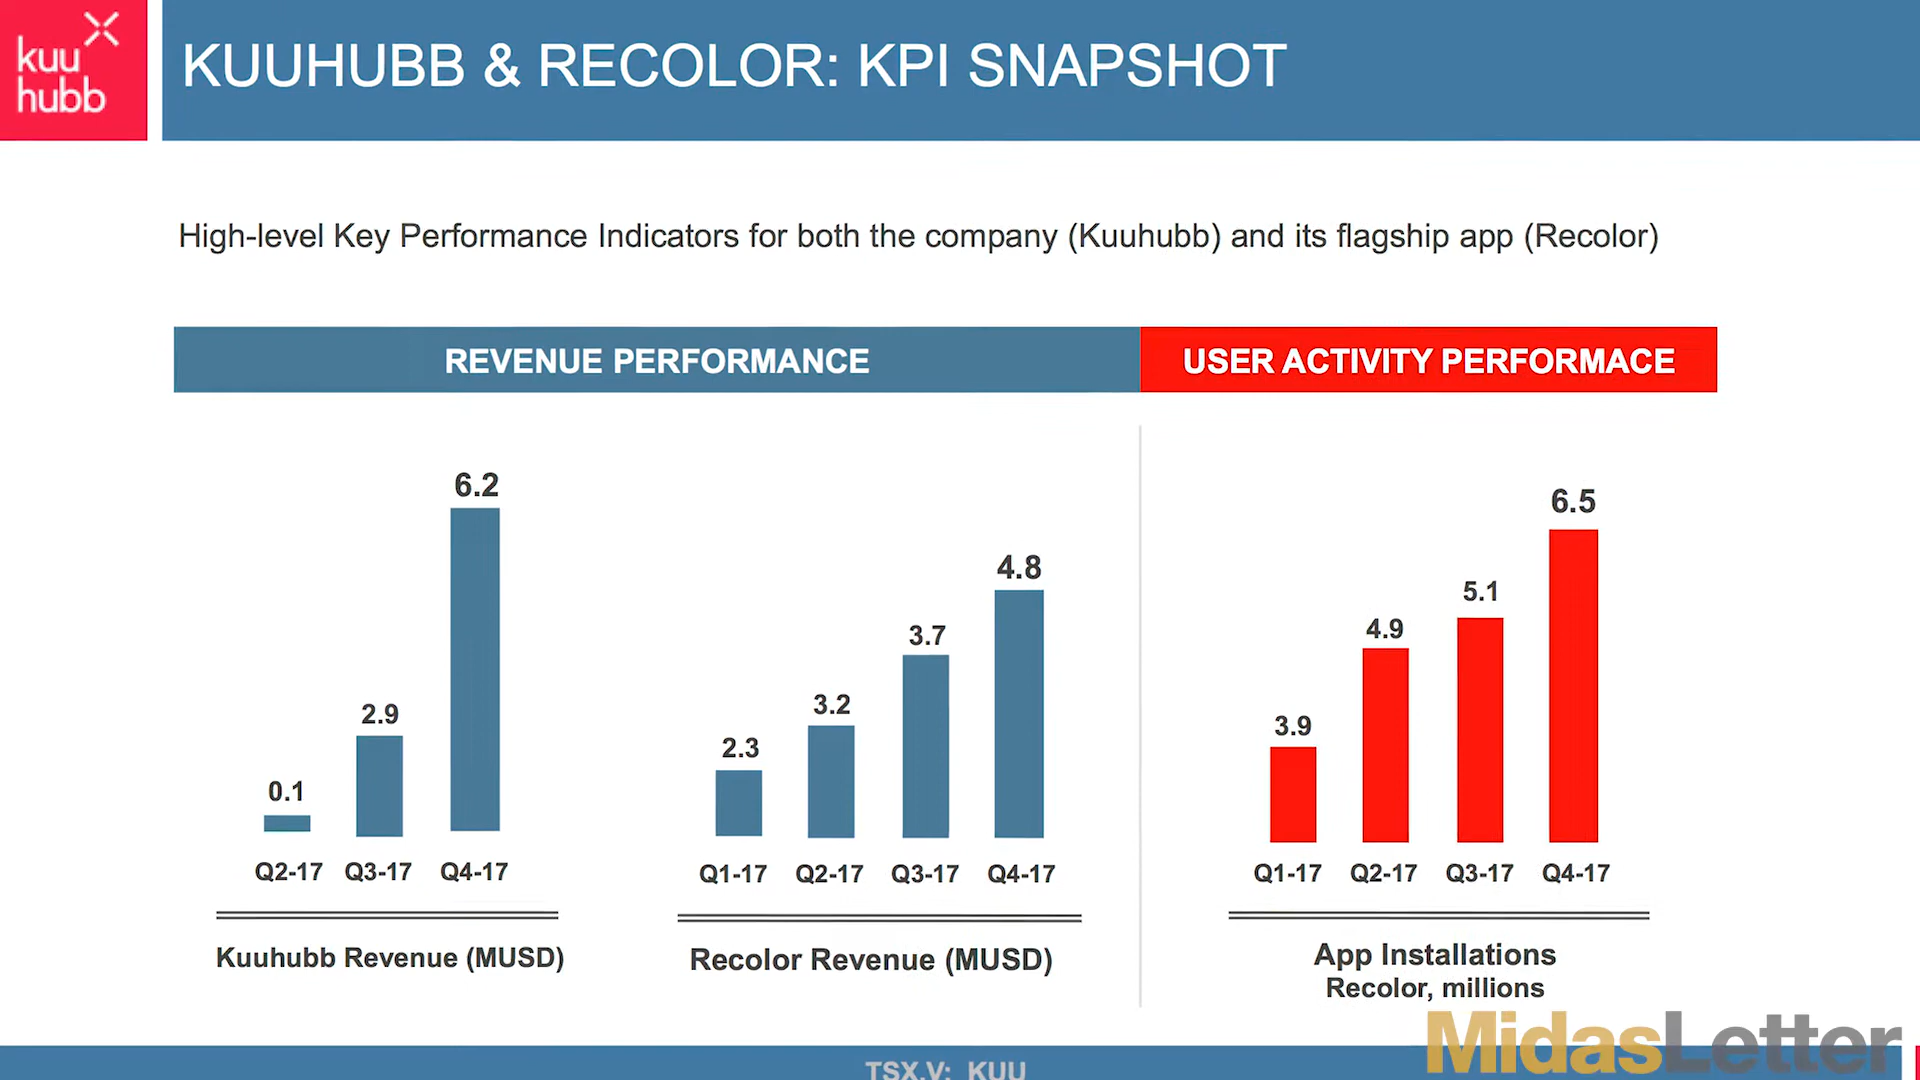 kuu
hubb
KUUHUBB & RECOLOR: KPI SNAPSHOT
High-level Key Performance Indicators for both the company (Kuuhubb) and its flagship app (Recolor)
REVENUE PERFORMANCE
USER ACTIVITY PERFORMACE
6.2
2.9
0.1
Q2-17 Q3-17 Q4-17
Kuuhubb Revenue (MUSD)
4.8
3.7
3.2
2.3
Q1-17 Q2-17 Q3-17 Q4-17
Recolor Revenue (MUSD)
6.5
5.1
4.9
3.9
Q1-17 Q2-17 Q3-17 Q4-17
App Installations
Recolor, millions
MidasLetter
TSX.V: KUU